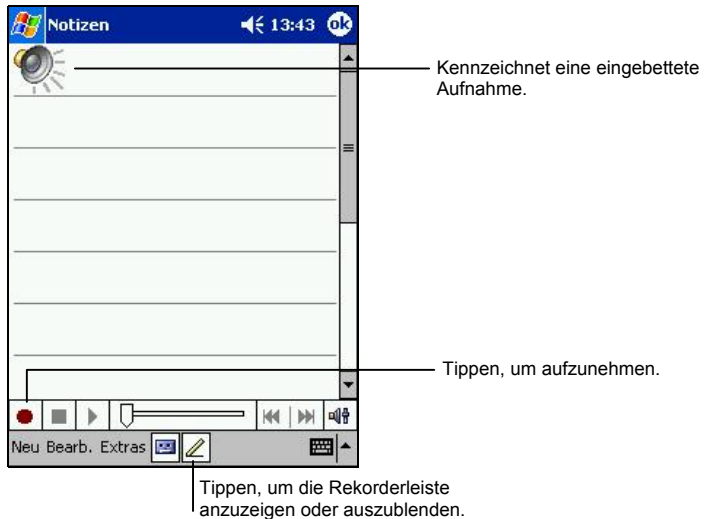 Notizen 13:43 ok
Kennzeichnet eine eingebettete
Aufnahme.
Tippen, um aufzunehmen.
Neu Bearb. Extras
Tippen, um die Rekorderleiste
anzuzeigen oder auszublenden.